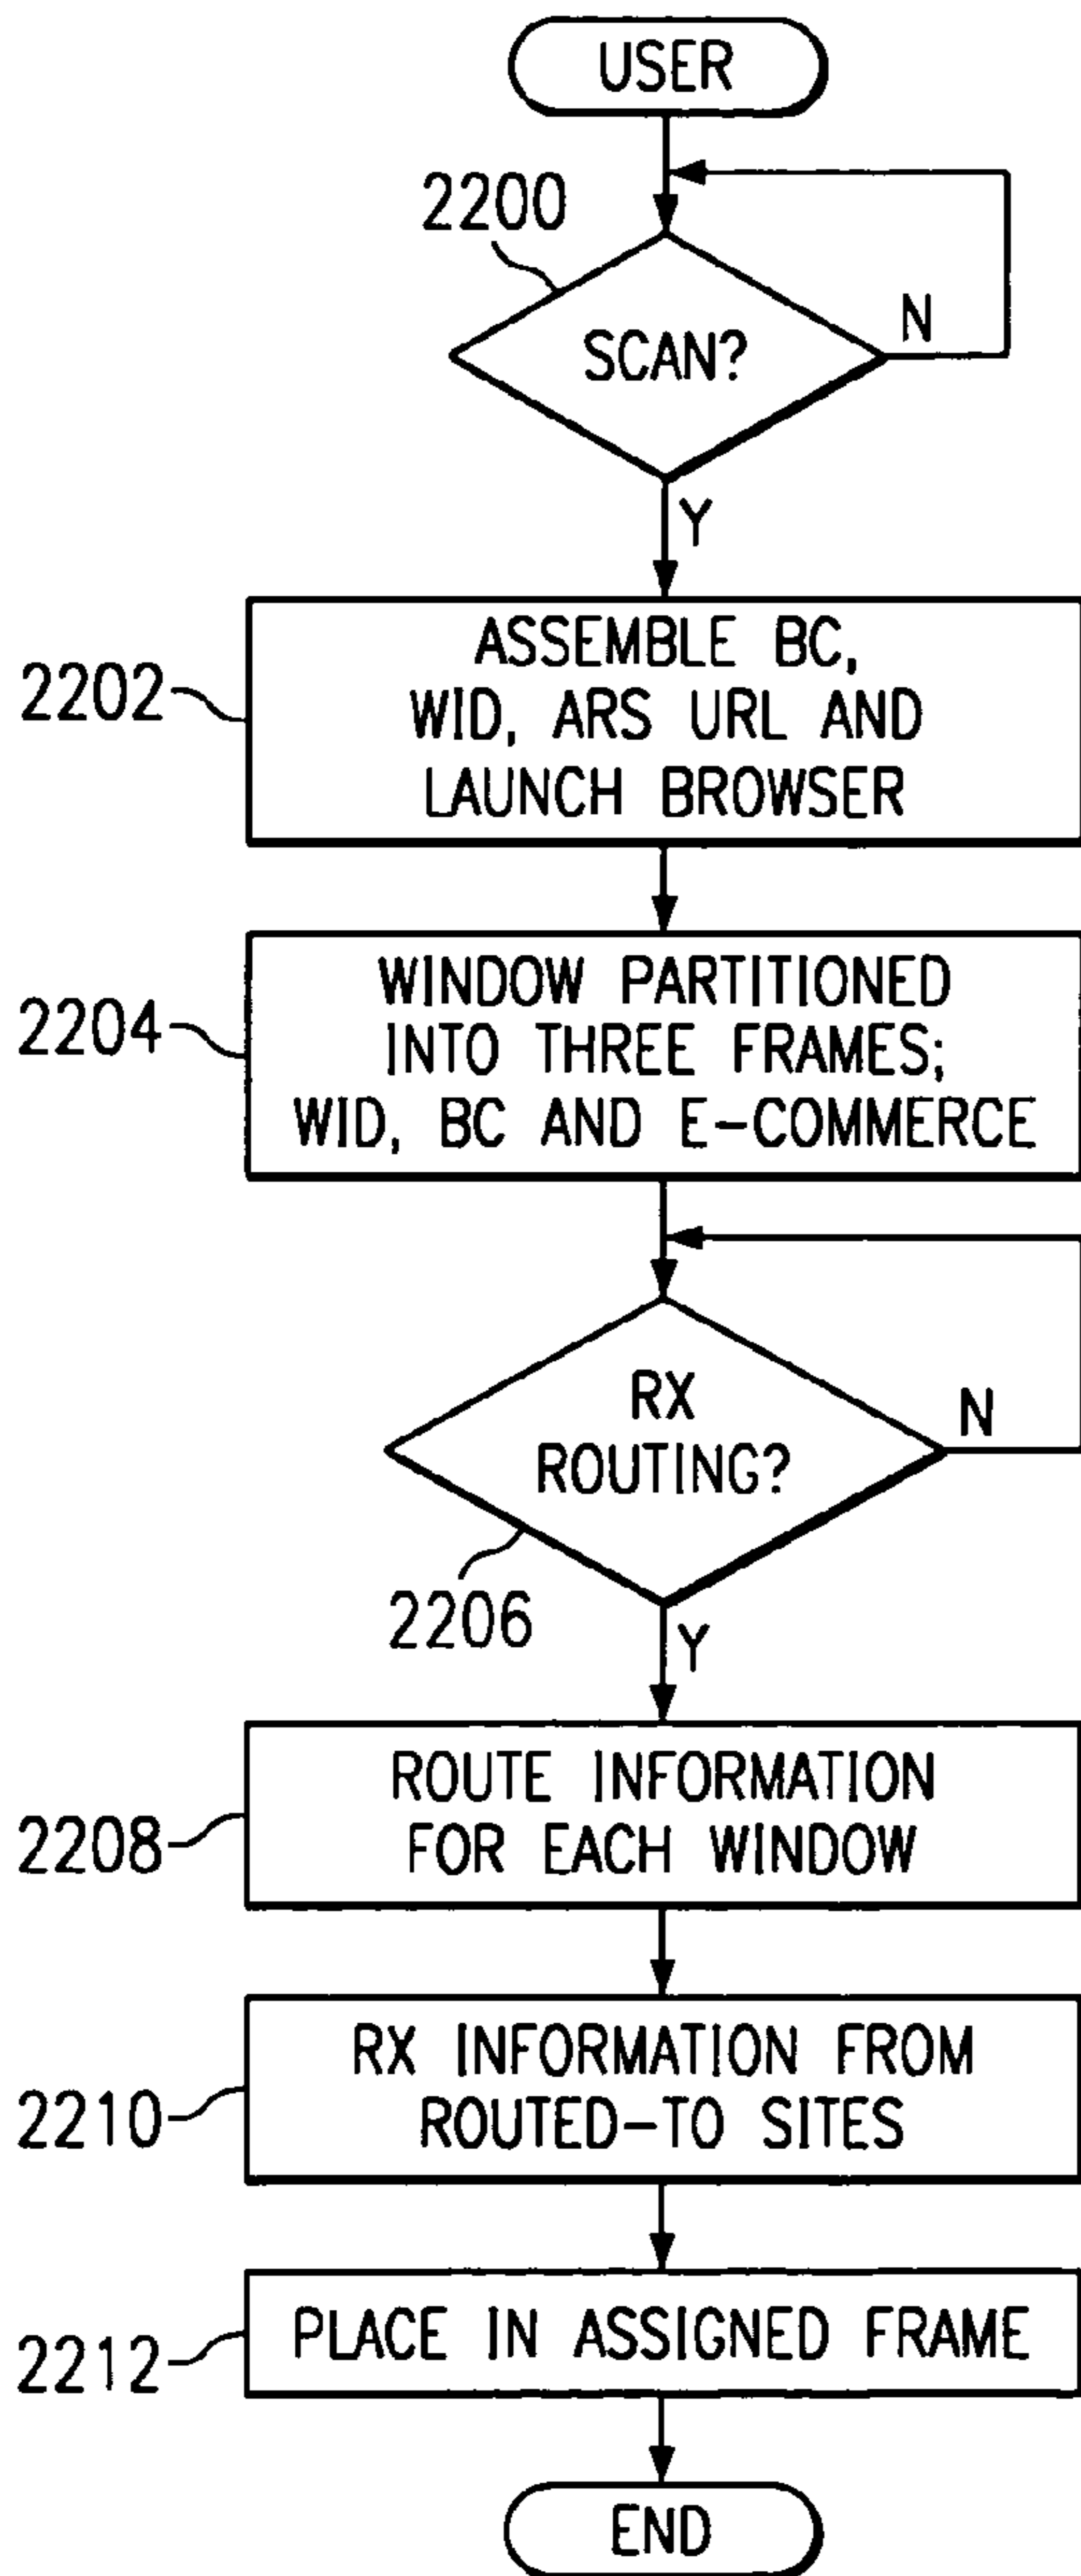 USER
2200
SCAN?
N
Y
2202
ASSEMBLE BC,
WID, ARS URL AND
LAUNCH BROWSER
2204
WINDOW PARTITIONED
INTO THREE FRAMES;
WID, BC AND E-COMMERCE
RX
ROUTING?
N
2206
Y
2208
ROUTE INFORMATION
FOR EACH WINDOW
2210
RX INFORMATION FROM
ROUTED-TO SITES
2212
PLACE IN ASSIGNED FRAME
END